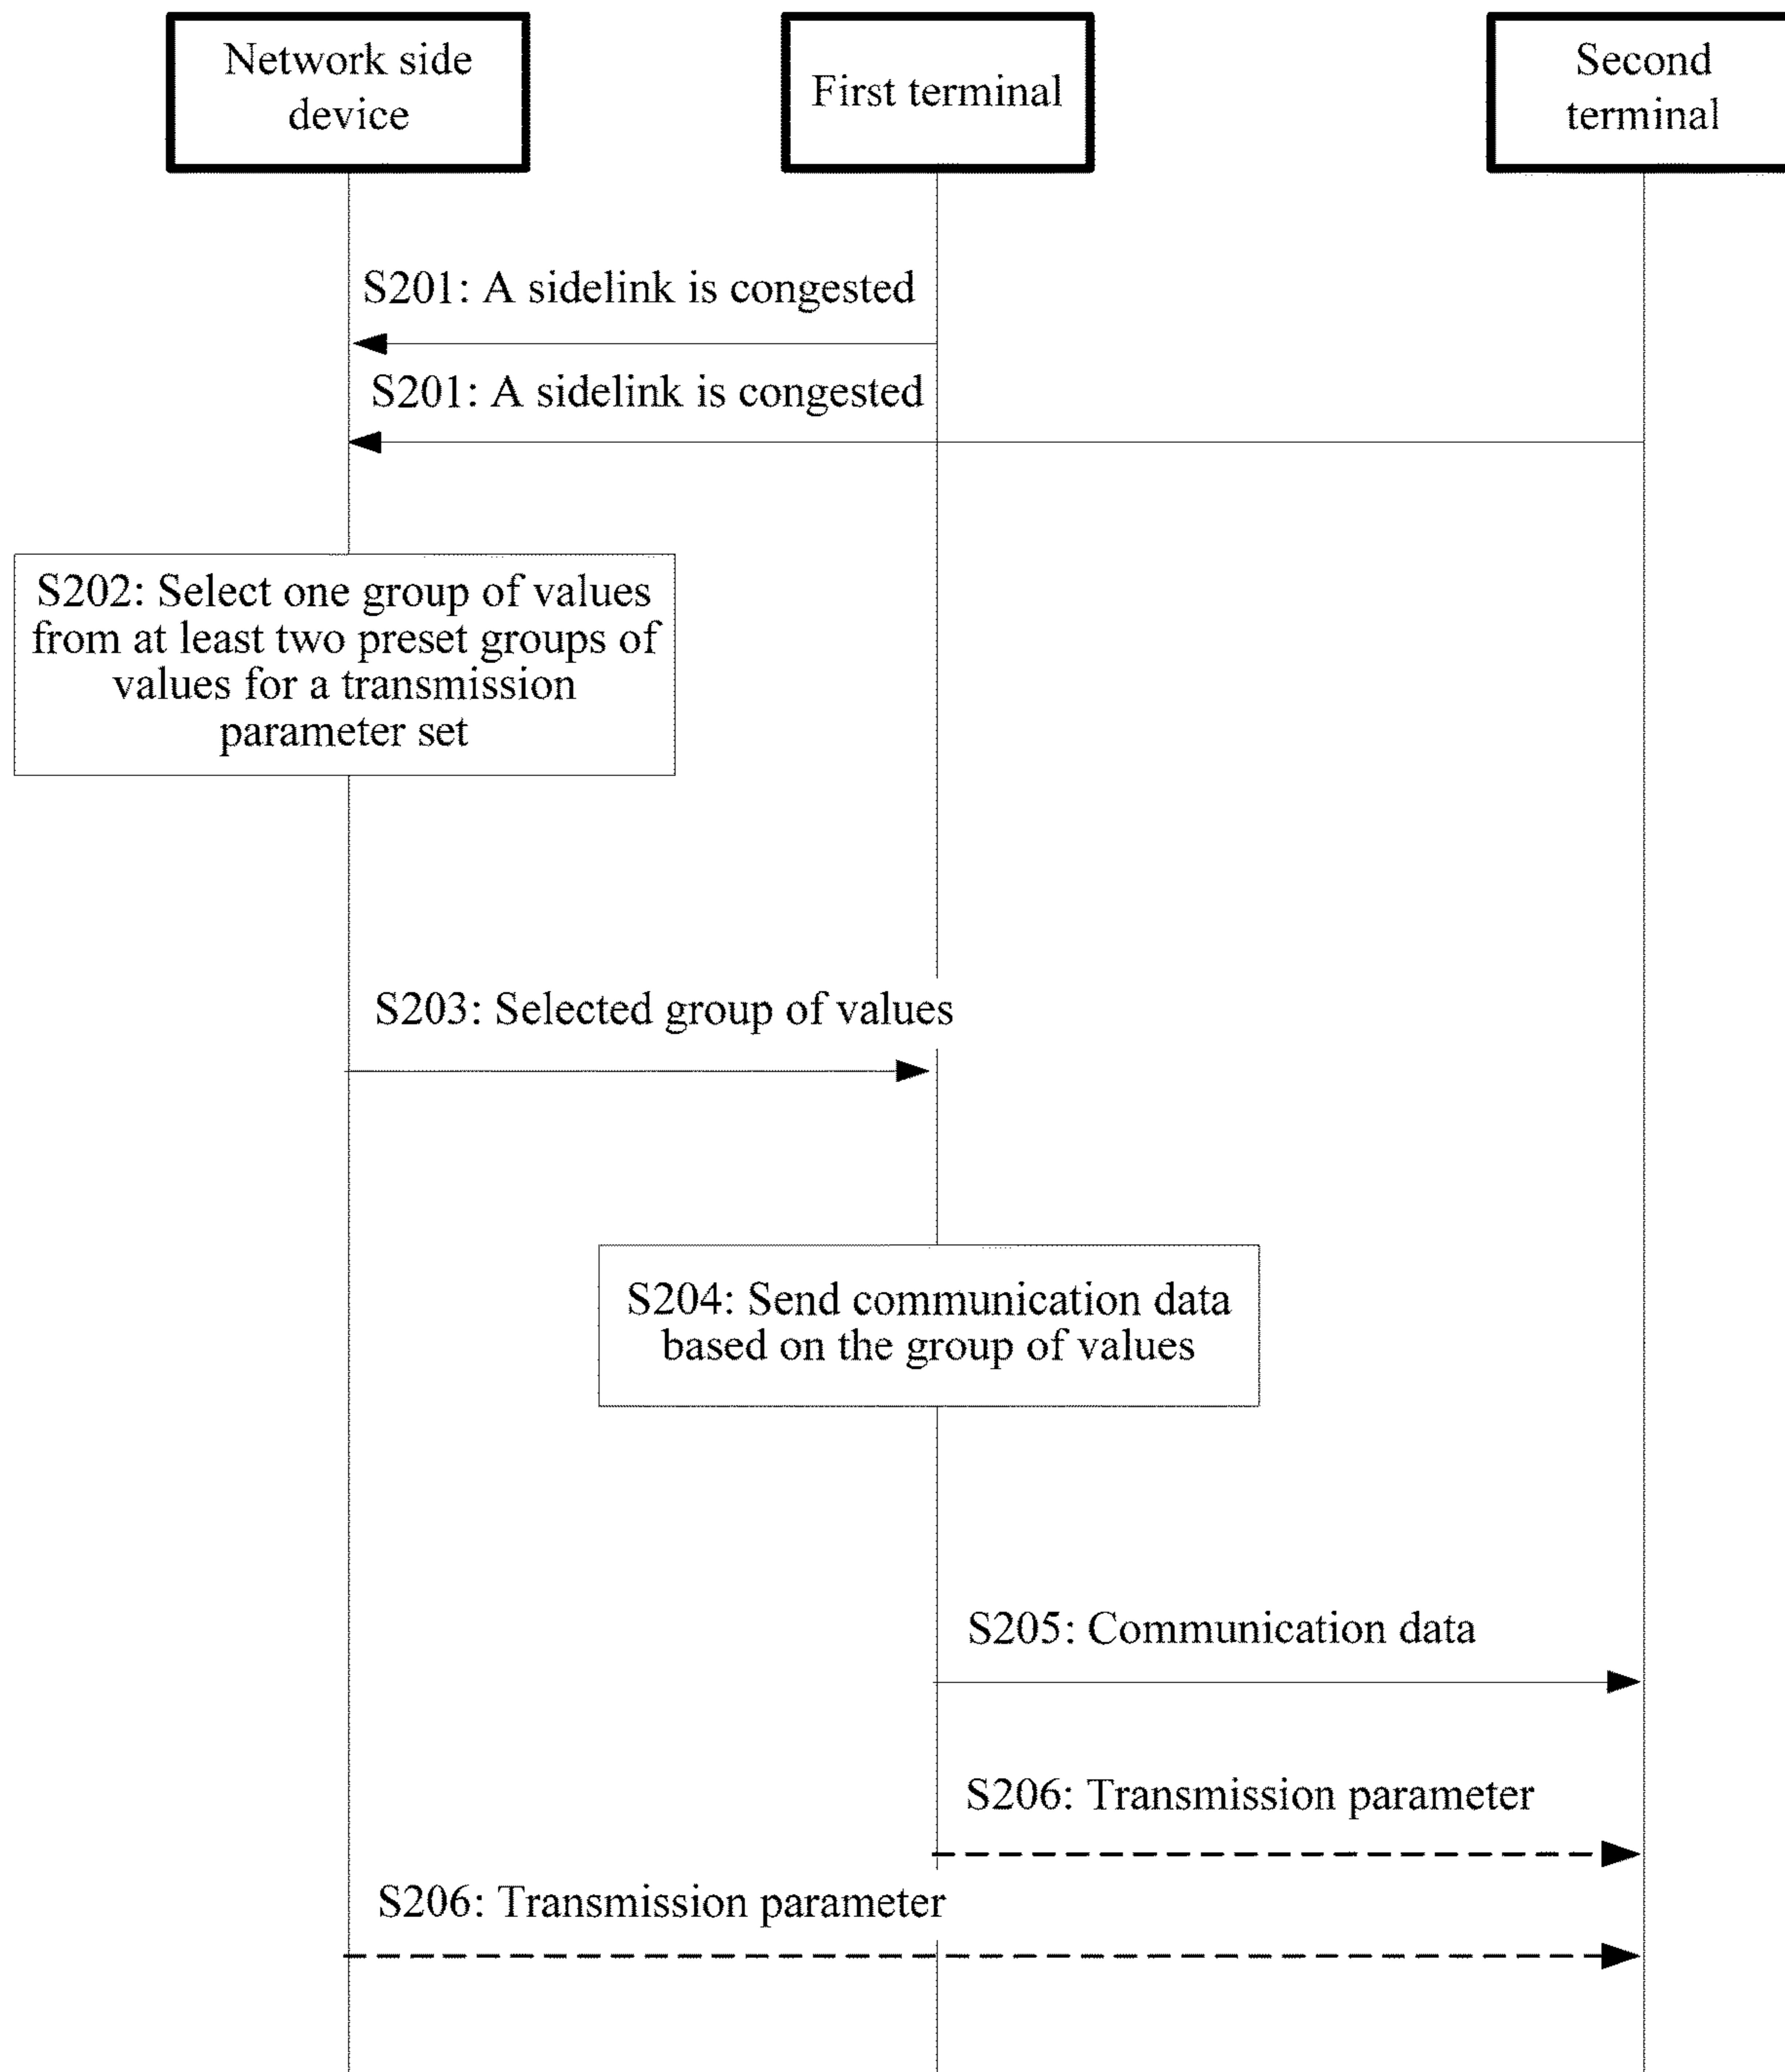 Network side
device
First terminal
Second
terminal
S201: A sidelink is congested
S201: A sidelink is congested
S202: Select one group of values
from at least two preset groups of
values for a transmission
parameter set
S203: Selected group of values
S204: Send communication data
based on the group of values
S205: Communication data
S206: Transmission parameter
S206: Transmission parameter